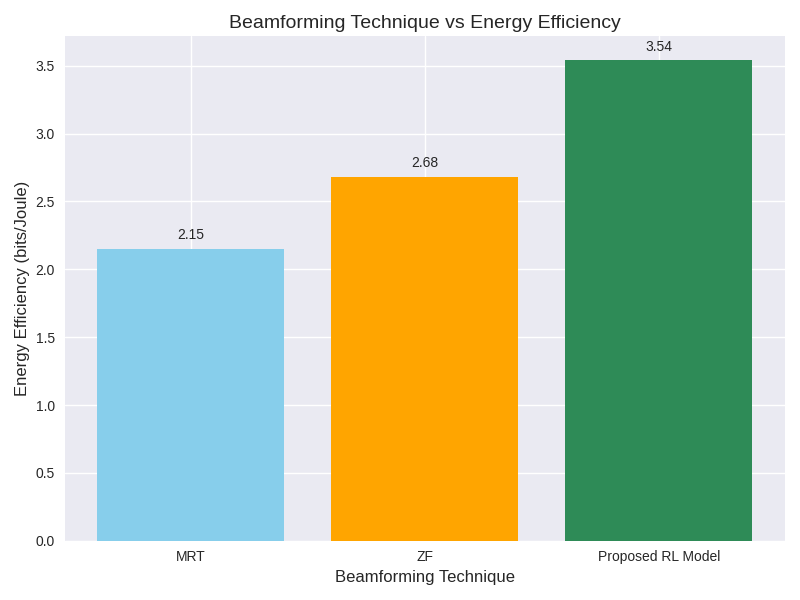 Beamforming Technique vs Energy Efficiency
Energy Efficiency (bits/Joule)
3.5
3.0
2.5
2.0
1.5
1.0
0.5
0.0
2.15
2.68
3.54
MRT
ZF
Proposed RL Model
Beamforming Technique